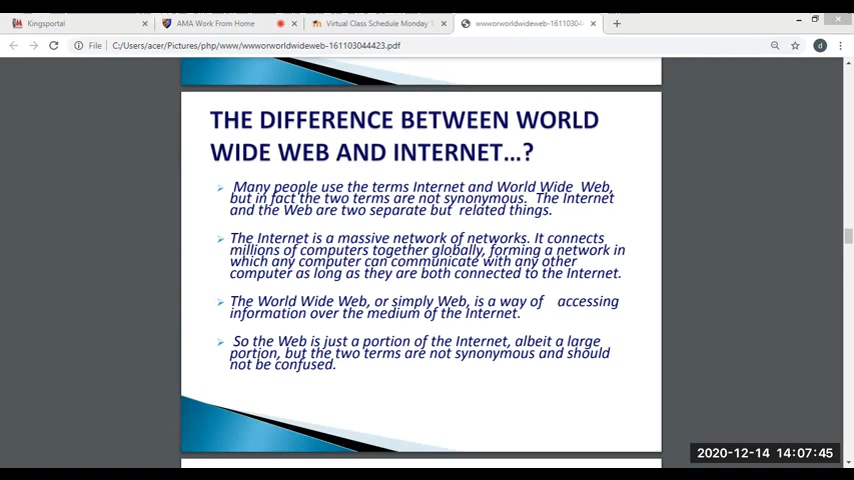 Kingsportal
AMA Work From Home
Virtual Class Schedule Monday
wwworworldwideweb-16110304
File
C:/Users/acer/Pictures/php/www/wwworworldwideweb-161103044423.pdf
d
THE DIFFERENCE BETWEEN WORLD
WIDE WEB AND INTERNET...?
Many people use the terms Internet and World Wide Web,
but in fact the two terms are not synonymous. The Internet
and the Web are two separate but related things.
The Internet is a massive network of networks. It connects
millions of computers together globally, forming a network in
which any computer can communicate with any other
computer as long as they are both connected to the Internet.
The World Wide Web, or simply Web, is a way of accessing
information over the medium of the Internet.
So the Web is just a portion of the Internet, albeit a large
portion, but the two terms are not synonymous and should
not be confused.
2020-12-14 14:07:45